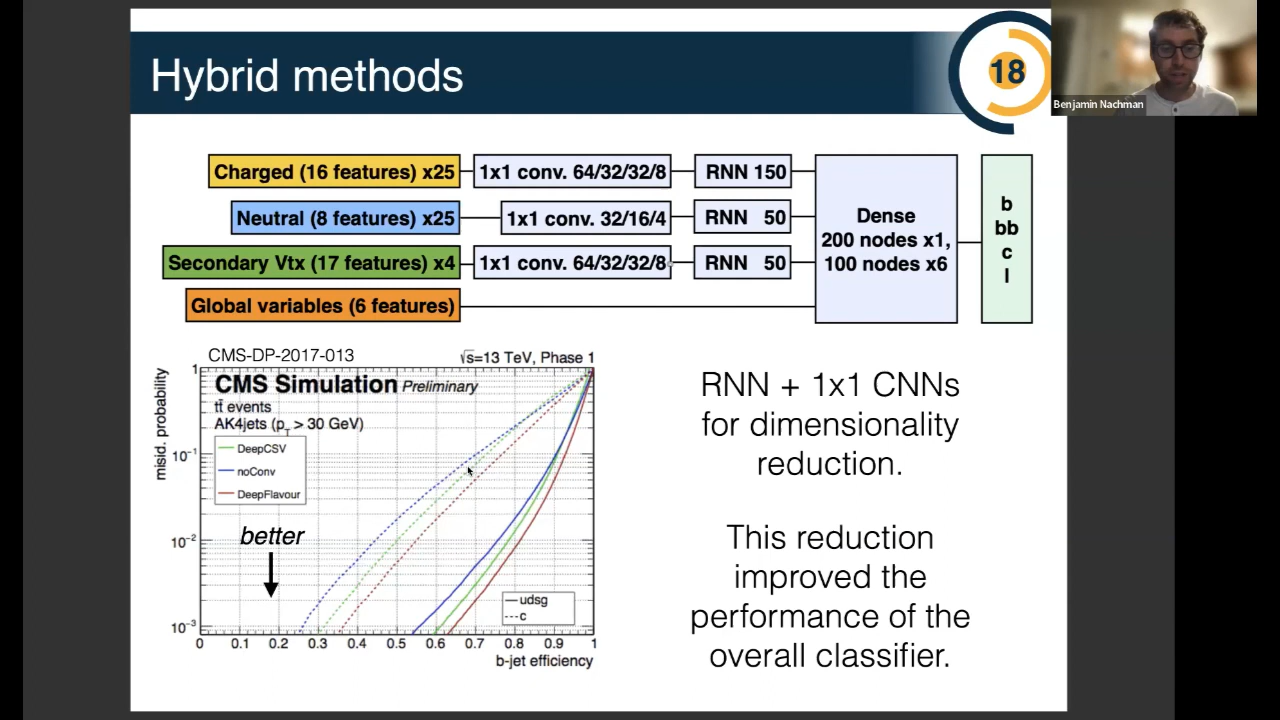 Hybrid methods
18
Benjamin Nachman
Charged (16 features) x25
1x1 conv. 64/32/32/8
RNN 150
Neutral (8 features) x25
1x1 conv. 32/16/4
RNN 50
Secondary Vtx (17 features) x4
1x1 conv. 64/32/32/8
RNN 50
Global variables (6 features)
Dense
200 nodes x1,
100 nodes x6
b
bb
c
l
CMS-DP-2017-013
√s=13 TeV, Phase 1
CMS Simulation Preliminary
tt̄ events
AK4jets (pT > 30 GeV)
DeepCSV
noConv
DeepFlavour
better
udsg
c
misid. probability
1
10⁻¹
10⁻²
10⁻³
0 0.1 0.2 0.3 0.4 0.5 0.6 0.7 0.8 0.9 1
b-jet efficiency
RNN + 1x1 CNNs
for dimensionality
reduction.
This reduction
improved the
performance of the
overall classifier.